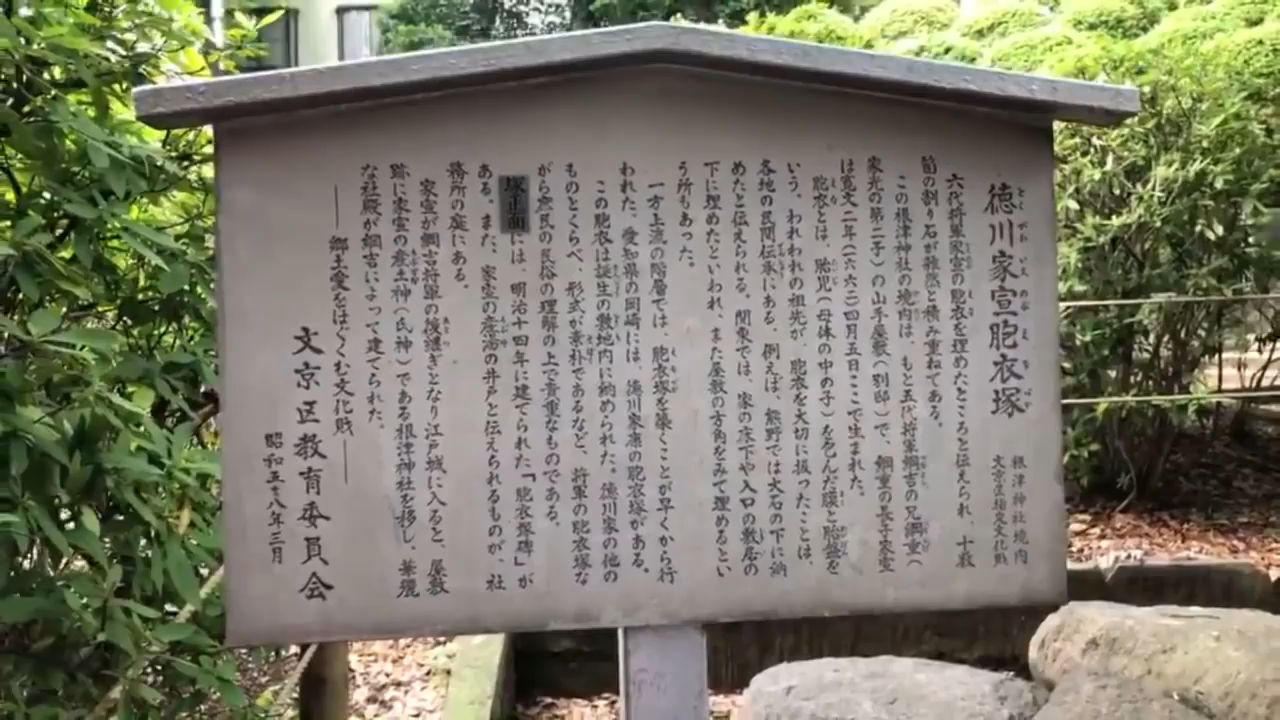 徳川家宣胞衣塚
とくがわいえのぶえなづか
根津神社境内
文京区指定文化財
六代将軍家宣の胞衣を埋めたところと伝えられ、十数
箇の割り石が雑然と積み重ねてある。
この根津神社の境内は、もと五代将軍綱吉の兄綱重(
家光の第二子)の山手屋敷(別邸)で、綱重の長子家宣
は寛文二年(一六六二)四月五日ここで生まれた。
胞衣とは、胎児(母体の中の子)を包んだ膜と胎盤を
いう。われわれの祖先が、胞衣を大切に扱ったことは、
各地の民間伝承にある。例えば、熊野では大石の下に納
めたと伝えられる。関東では、家の床下や入口の敷居の
下に埋めたといわれ、また屋敷の方角をみて埋めるとい
う所もあった。
一方上流の階層では、胞衣塚を築くことが早くから行
われた。愛知県の岡崎には、徳川家康の胞衣塚がある。
この胞衣は誕生の敷地内に納められた。徳川家の他の
ものとくらべ、形式が素朴であるなど、将軍の胞衣塚な
がら庶民の民俗の理解の上で貴重なものである。
塚正面には、明治十四年に建てられた「胞衣塚碑」が
ある。また、家宣の産湯の井戸と伝えられるものが、社
務所の庭にある。
家宣が綱吉将軍の後継ぎとなり江戸城に入ると、屋敷
跡に家宣の産土神(氏神)である根津神社を移し、華麗
な社殿が綱吉によって建てられた。
――郷土愛をはぐくむ文化財――
文京区教育委員会
昭和五十八年三月